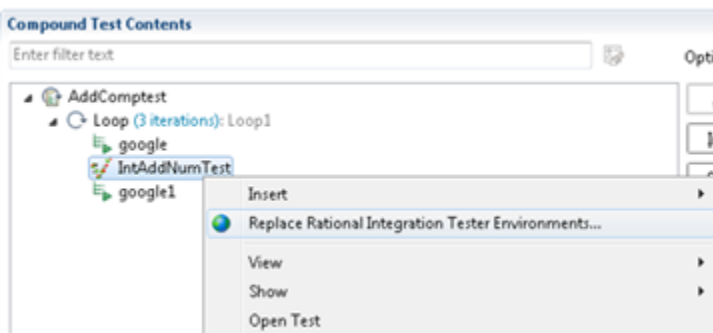 Compound Test Contents
Enter filter text
Opti
AddComptest
Loop (3 iterations): Loop1
google
IntAddNumTest
google1
Insert
Replace Rational Integration Tester Environments...
View
Show
Open Test